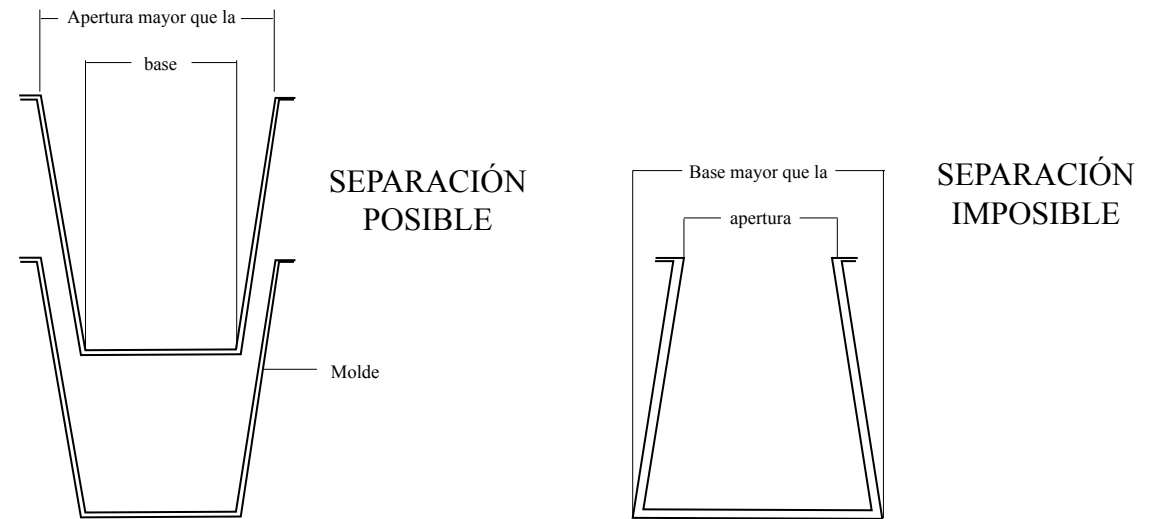 Apertura mayor que la
base
SEPARACIÓN
POSIBLE
Molde
Base mayor que la
apertura
SEPARACIÓN
IMPOSIBLE